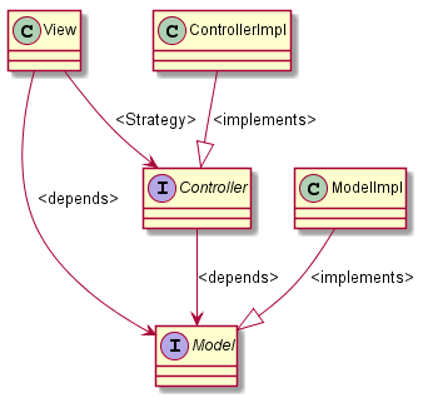 C View
C ControllerImpl
<Strategy>
<implements>
<depends>
I Controller
C ModelImpl
<depends>
<implements>
I Model